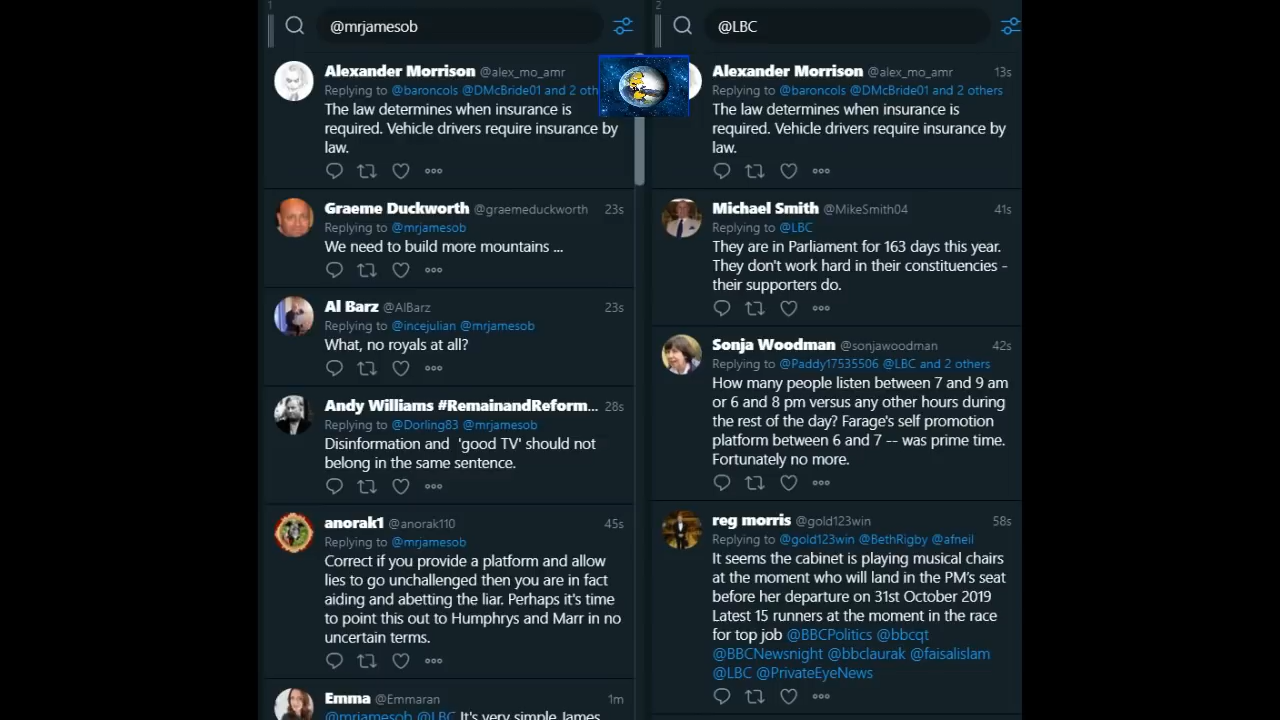 1
@mrjamesob
Alexander Morrison @alex_mo_amr
Replying to @baroncols @DMcBride01 and 2 oth
The law determines when insurance is
required. Vehicle drivers require insurance by
law.
Graeme Duckworth @graemeduckworth 23s
Replying to @mrjamesob
We need to build more mountains ...
Al Barz @AlBarz 23s
Replying to @incejulian @mrjamesob
What, no royals at all?
Andy Williams #RemainandReform... 28s
Replying to @Dorling83 @mrjamesob
Disinformation and 'good TV' should not
belong in the same sentence.
anorak1 @anorak110 45s
Replying to @mrjamesob
Correct if you provide a platform and allow
lies to go unchallenged then you are in fact
aiding and abetting the liar. Perhaps it's time
to point this out to Humphrys and Marr in no
uncertain terms.
Emma @Emmaran 1m
@mrjamesob @LBC It's very simple James
2
@LBC
Alexander Morrison @alex_mo_amr 13s
Replying to @baroncols @DMcBride01 and 2 others
The law determines when insurance is
required. Vehicle drivers require insurance by
law.
Michael Smith @MikeSmith04 41s
Replying to @LBC
They are in Parliament for 163 days this year.
They don't work hard in their constituencies -
their supporters do.
Sonja Woodman @sonjawoodman 42s
Replying to @Paddy17535506 @LBC and 2 others
How many people listen between 7 and 9 am
or 6 and 8 pm versus any other hours during
the rest of the day? Farage's self promotion
platform between 6 and 7 -- was prime time.
Fortunately no more.
reg morris @gold123win 58s
Replying to @gold123win @BethRigby @afneil
It seems the cabinet is playing musical chairs
at the moment who will land in the PM's seat
before her departure on 31st October 2019
Latest 15 runners at the moment in the race
for top job @BBCPolitics @bbcqt
@BBCNewsnight @bbclaurak @faisalislam
@LBC @PrivateEyeNews